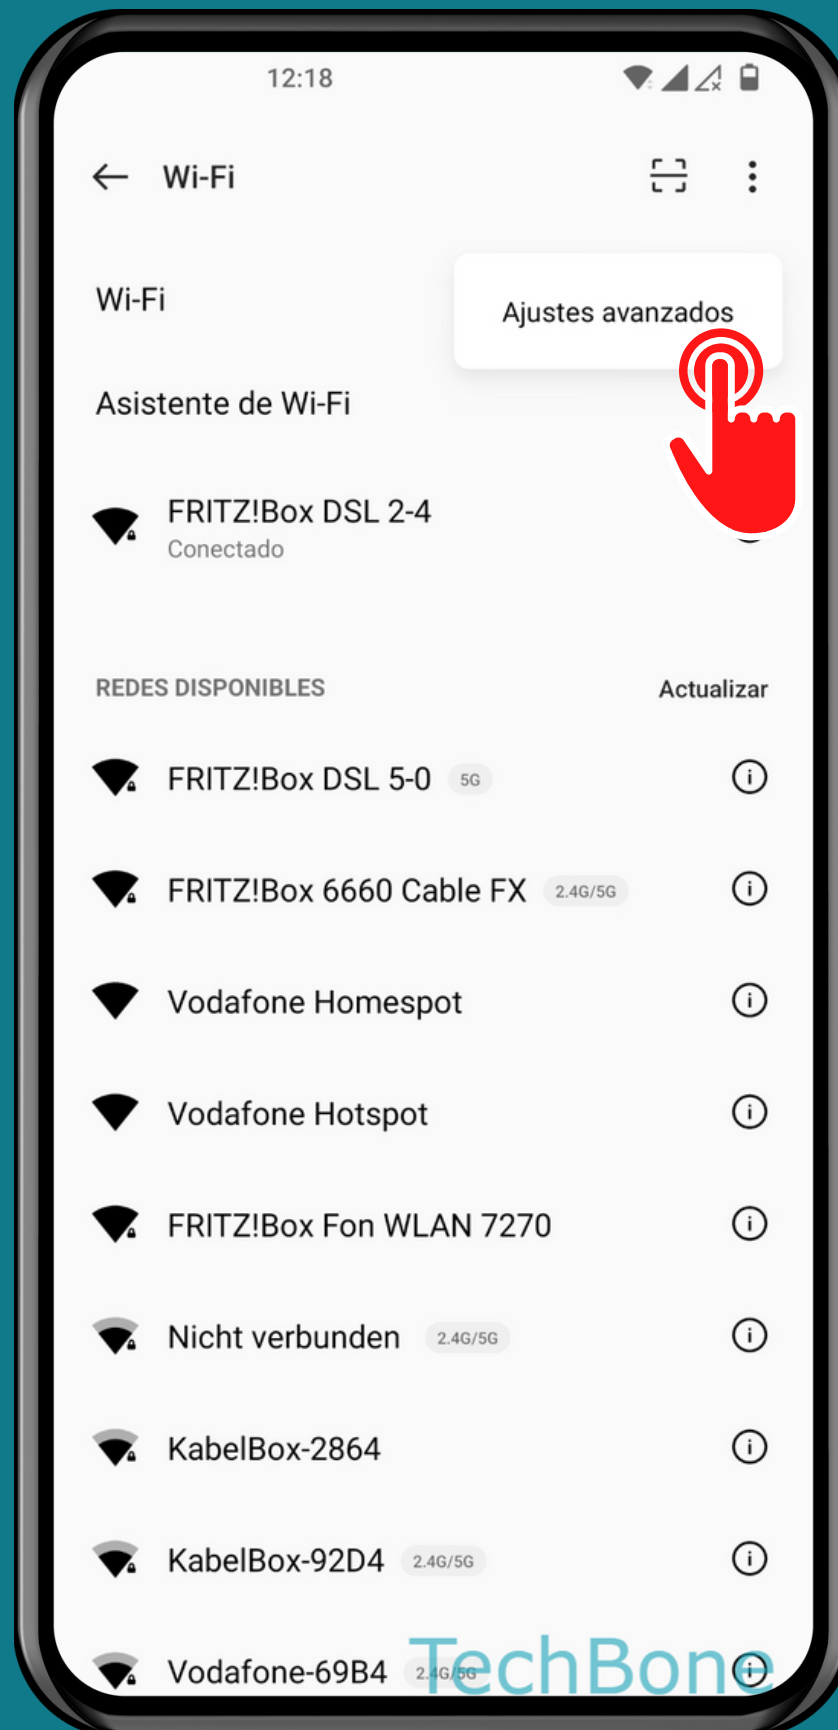 12:18
Wi-Fi
Wi-Fi
Ajustes avanzados
Asistente de Wi-Fi
FRITZ!Box DSL 2-4
Conectado
REDES DISPONIBLES
Actualizar
FRITZ!Box DSL 5-0 5G
FRITZ!Box 6660 Cable FX 2.4G/5G
Vodafone Homespot
Vodafone Hotspot
FRITZ!Box Fon WLAN 7270
Nicht verbunden 2.4G/5G
KabelBox-2864
KabelBox-92D4 2.4G/5G
Vodafone-69B4 2.4G/5G
TechBone